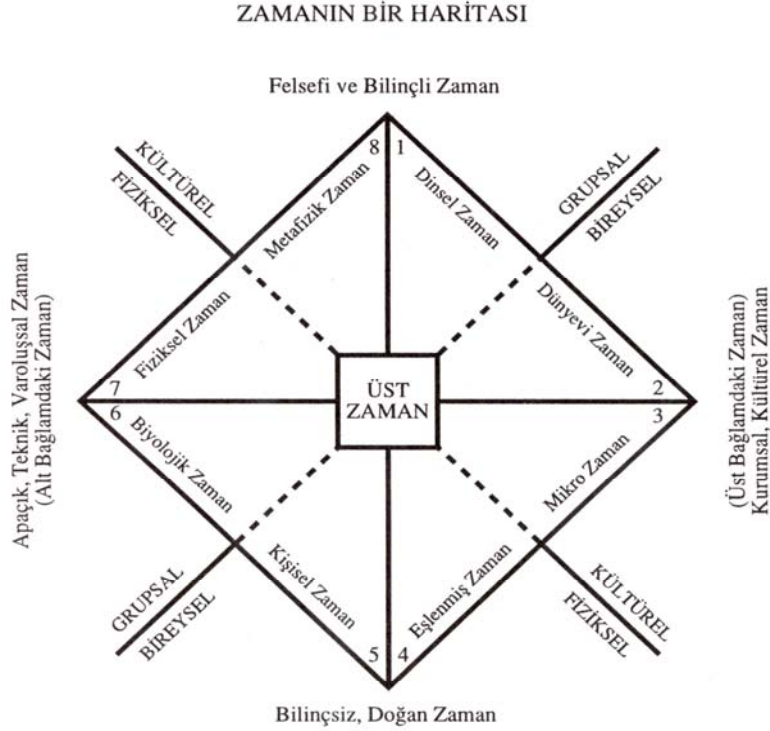 ZAMANIN BİR HARİTASI
Felsefi ve Bilinçli Zaman
8
1
KÜLTÜREL
FİZİKSEL
Metafizik Zaman
Dinsel Zaman
GRUPSAL
BİREYSEL
Apaçık, Teknik, Varoluşsal Zaman
(Alt Bağlamdaki Zaman)
Fiziksel Zaman
Dünyevi Zaman
(Üst Bağlamdaki Zaman)
Kurumsal, Kültürel Zaman
7
2
ÜST
ZAMAN
6
3
Biyolojik Zaman
Mikro Zaman
GRUPSAL
BİREYSEL
Kişisel Zaman
Eşlenmiş Zaman
KÜLTÜREL
FİZİKSEL
5
4
Bilinçsiz, Doğan Zaman